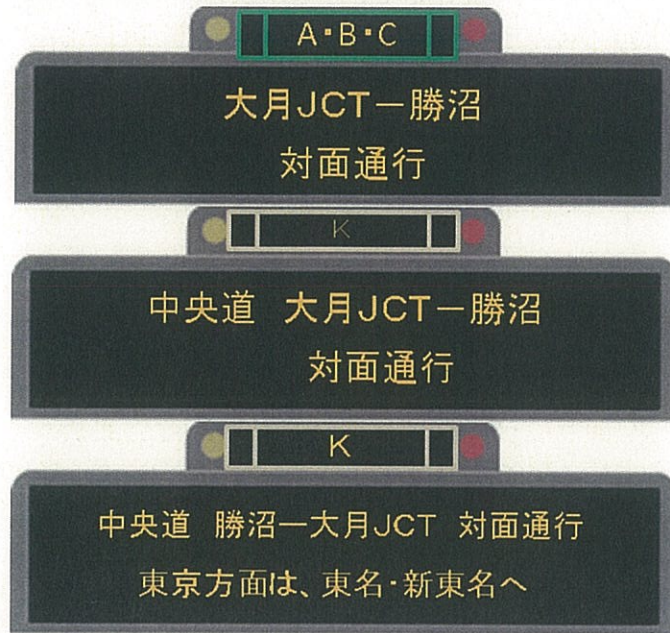 A・B・C
大月JCT－勝沼
対面通行
K
中央道 大月JCT－勝沼
対面通行
K
中央道 勝沼－大月JCT 対面通行
東京方面は、東名・新東名へ